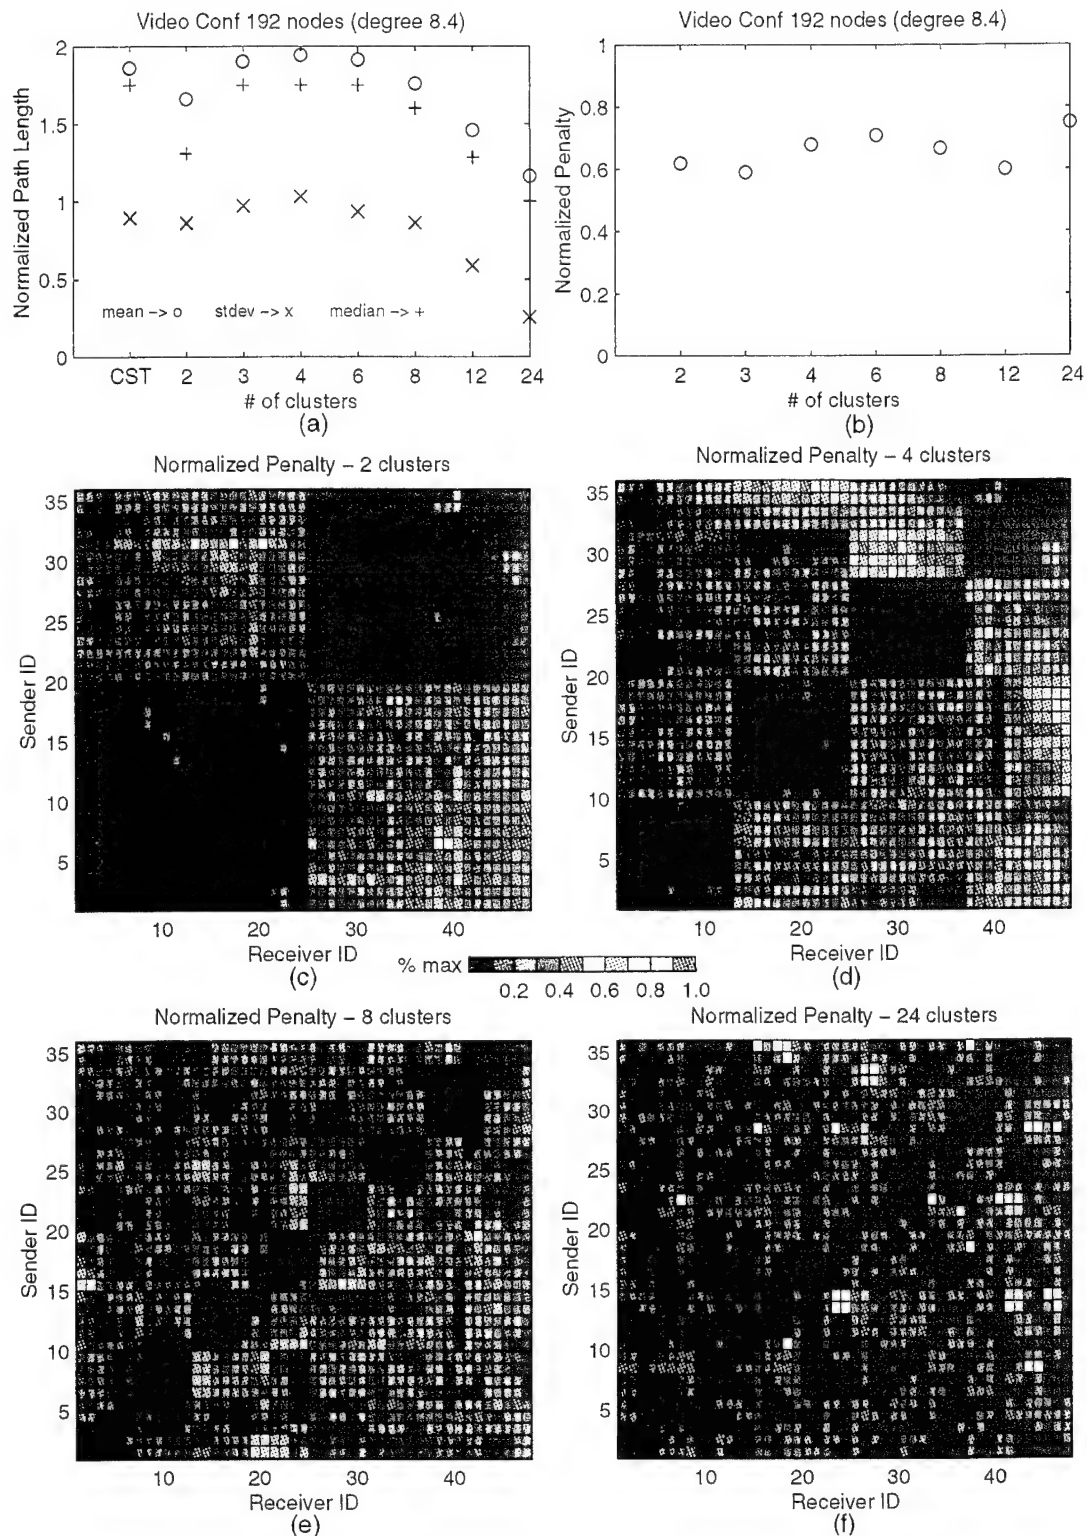 Video Conf 192 nodes (degree 8.4)
Normalized Path Length
2
1.5
1
0.5
0
mean -> o stdev -> x median -> +
CST 2 3 4 6 8 12 24
# of clusters
(a)
Video Conf 192 nodes (degree 8.4)
Normalized Penalty
1
0.8
0.6
0.4
0.2
0
2 3 4 6 8 12 24
# of clusters
(b)
Normalized Penalty – 2 clusters
Sender ID
35
30
25
20
15
10
5
10 20 30 40
Receiver ID
(c)
Normalized Penalty – 4 clusters
Sender ID
35
30
25
20
15
10
5
10 20 30 40
Receiver ID
(d)
% max
0.2 0.4 0.6 0.8 1.0
Normalized Penalty – 8 clusters
Sender ID
35
30
25
20
15
10
5
10 20 30 40
Receiver ID
(e)
Normalized Penalty – 24 clusters
Sender ID
35
30
25
20
15
10
5
10 20 30 40
Receiver ID
(f)